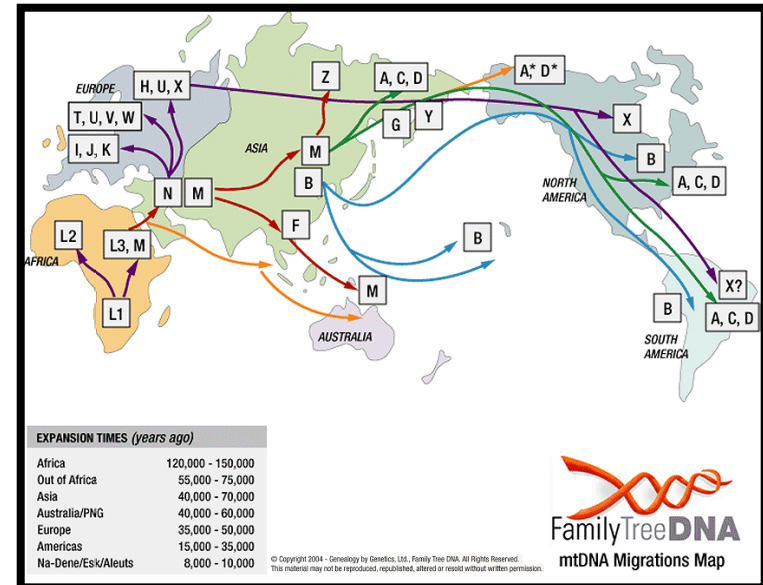 Z
A, C, D
A,* D*
EUROPE
H, U, X
T, U, V, W
G
Y
X
I, J, K
ASIA
M
B
B
A, C, D
N
M
NORTH
AMERICA
L2
L3, M
F
B
AFRICA
L1
M
X?
B
A, C, D
AUSTRALIA
SOUTH
AMERICA
EXPANSION TIMES (years ago)
Africa 120,000 - 150,000
Out of Africa 55,000 - 75,000
Asia 40,000 - 70,000
Australia/PNG 40,000 - 60,000
Europe 35,000 - 50,000
Americas 15,000 - 35,000
Na-Dene/Esk/Aleuts 8,000 - 10,000
FamilyTreeDNA
mtDNA Migrations Map
© Copyright 2004 - Genealogy by Genetics, Ltd., Family Tree DNA. All Rights Reserved.
This material may not be reproduced, republished, altered or resold without written permission.